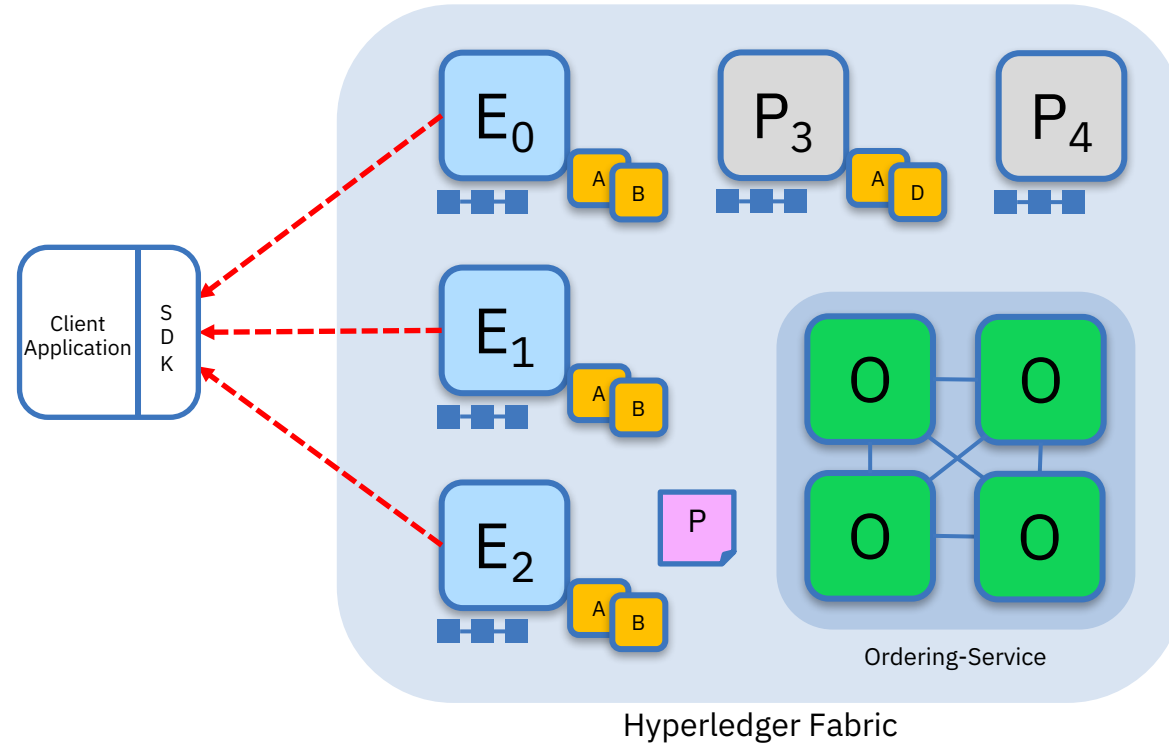 E0
A
B
P3
A
D
P4
Client
Application
S
D
K
E1
A
B
E2
A
B
P
O
O
O
O
Ordering-Service
Hyperledger Fabric